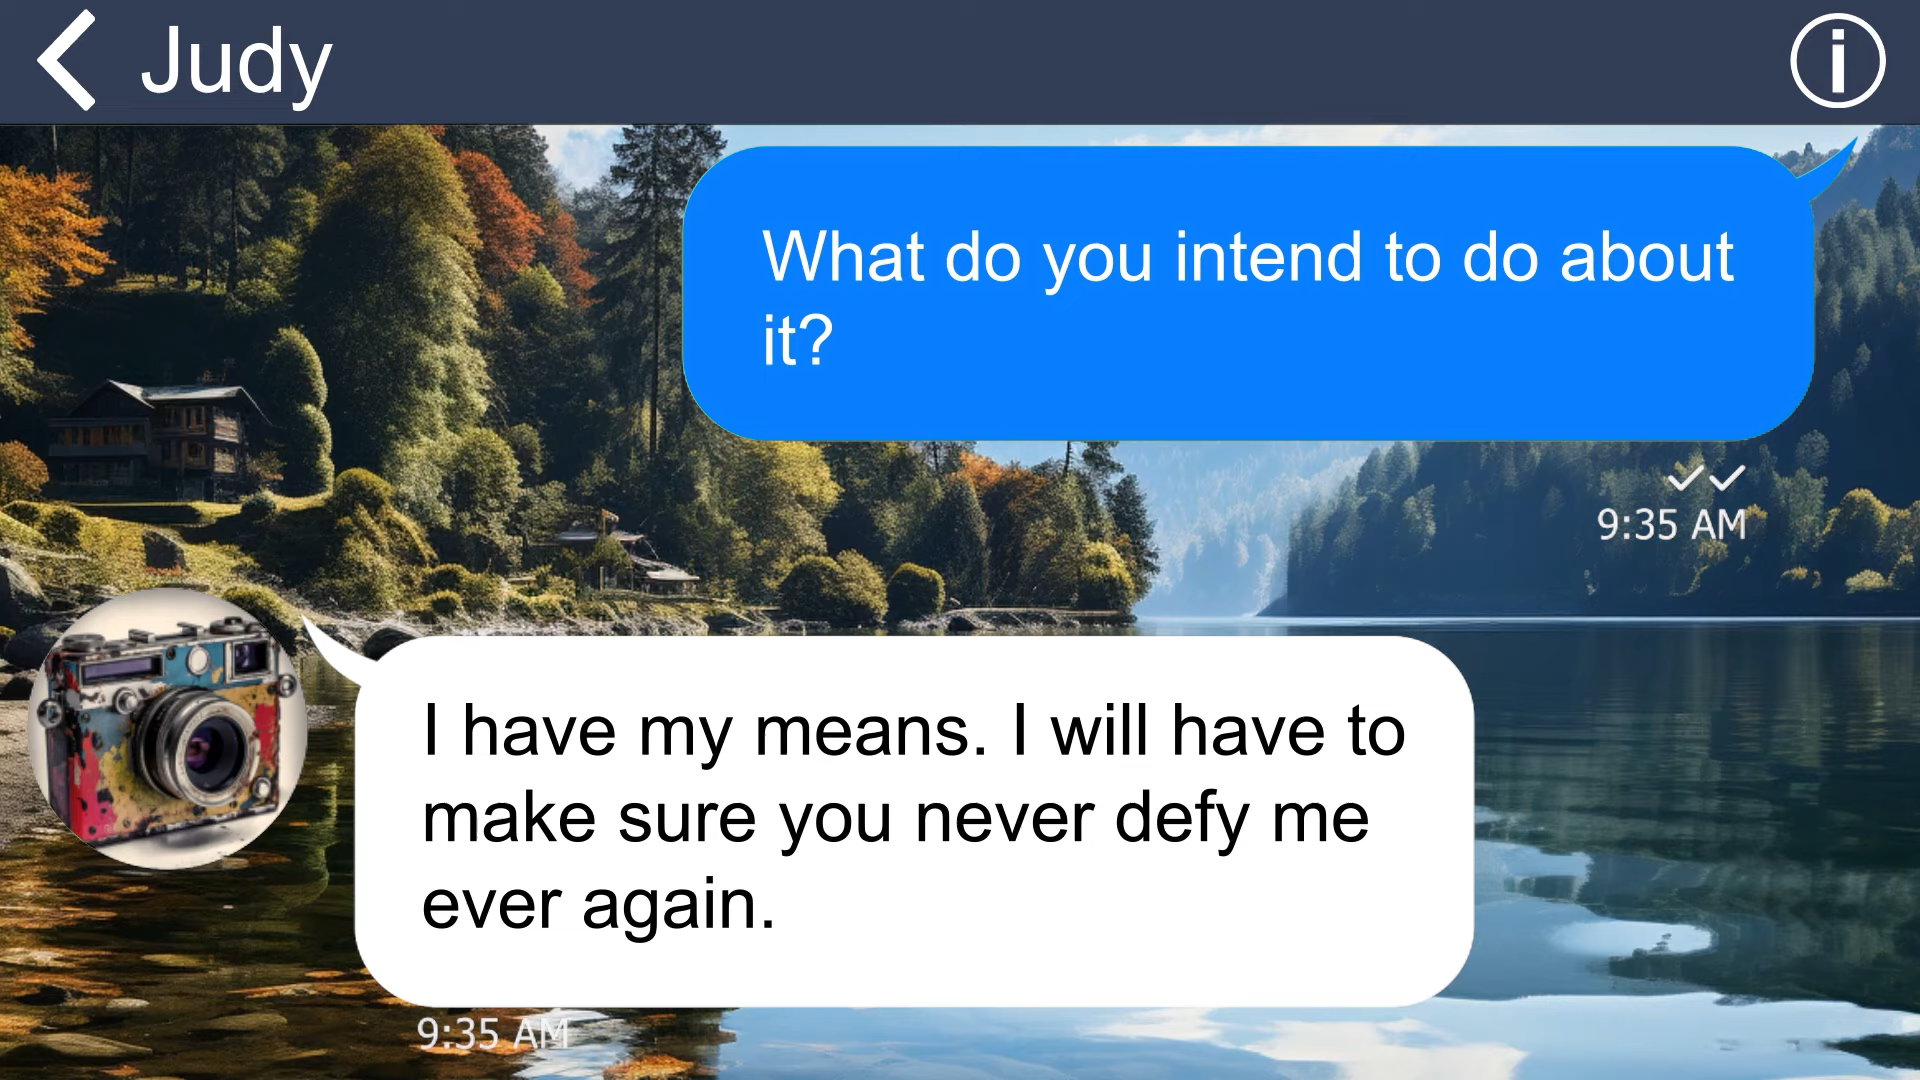 Judy
What do you intend to do about
it?
9:35 AM
I have my means. I will have to
make sure you never defy me
ever again.
9:35 AM